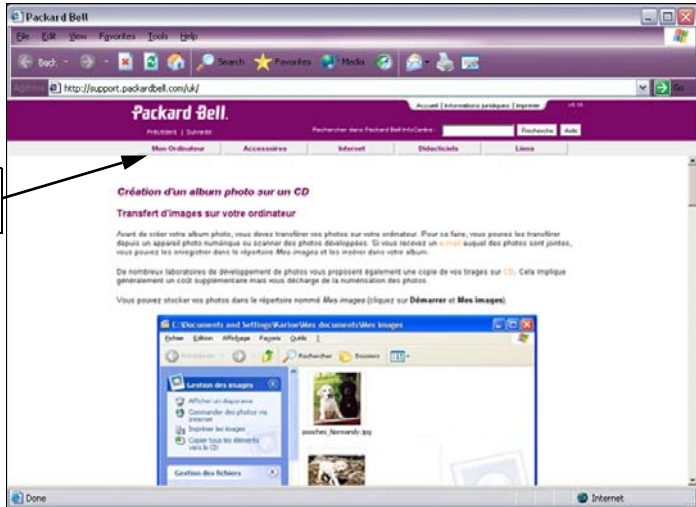 Packard Bell
File Edit View Favorites Tools Help
Back Search Favorites Media
Address http://support.packardbell.com/uk/ Go
Packard Bell.
Accueil | Informations juridiques | Imprimer
Précédent | Suivante
Rechercher dans Packard Bell InfoCentre : Recherche Aide
Mon Ordinateur Accessoires Internet Didacticiels Liens
Création d'un album photo sur un CD
Transfert d'images sur votre ordinateur
Avant de créer votre album photo, vous devez transférer vos photos sur votre ordinateur. Pour ce faire, vous pouvez les transférer
depuis un appareil photo numérique ou scanner des photos développées. Si vous recevez un e-mail auquel des photos sont jointes,
vous pouvez les enregistrer dans le répertoire Mes images et les insérer dans votre album.
De nombreux laboratoires de développement de photos vous proposent également une copie de vos tirages sur CD. Cela implique
généralement un coût supplémentaire mais vous décharge de la numérisation des photos.
Vous pouvez stocker vos photos dans le répertoire nommé Mes images (cliquez sur Démarrer et Mes images).
C:\Documents and Settings\Karine\Mes documents\Mes images
Fichier Edition Affichage Favoris Outils ?
Précédente Rechercher Dossiers
Gestion des images
Afficher un diaporama
Commander des photos via
Internet
Imprimer les images
Copier tous les éléments
vers le CD
Gestion des fichiers
pooches_Normandy.jpg
Done Internet